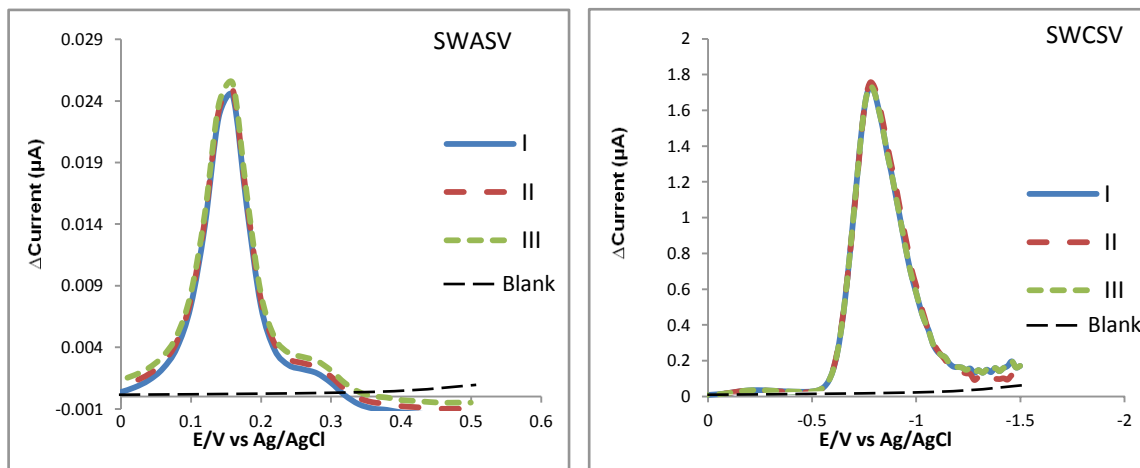 SWASV
ΔCurrent (µA)
0.029
0.024
0.019
0.014
0.009
0.004
-0.001
0
0.1
0.2
0.3
0.4
0.5
0.6
E/V vs Ag/AgCl
I
II
III
Blank
SWCSV
ΔCurrent (µA)
2
1.8
1.6
1.4
1.2
1
0.8
0.6
0.4
0.2
0
0
-0.5
-1
-1.5
E/V vs Ag/AgCl
I
II
III
Blank